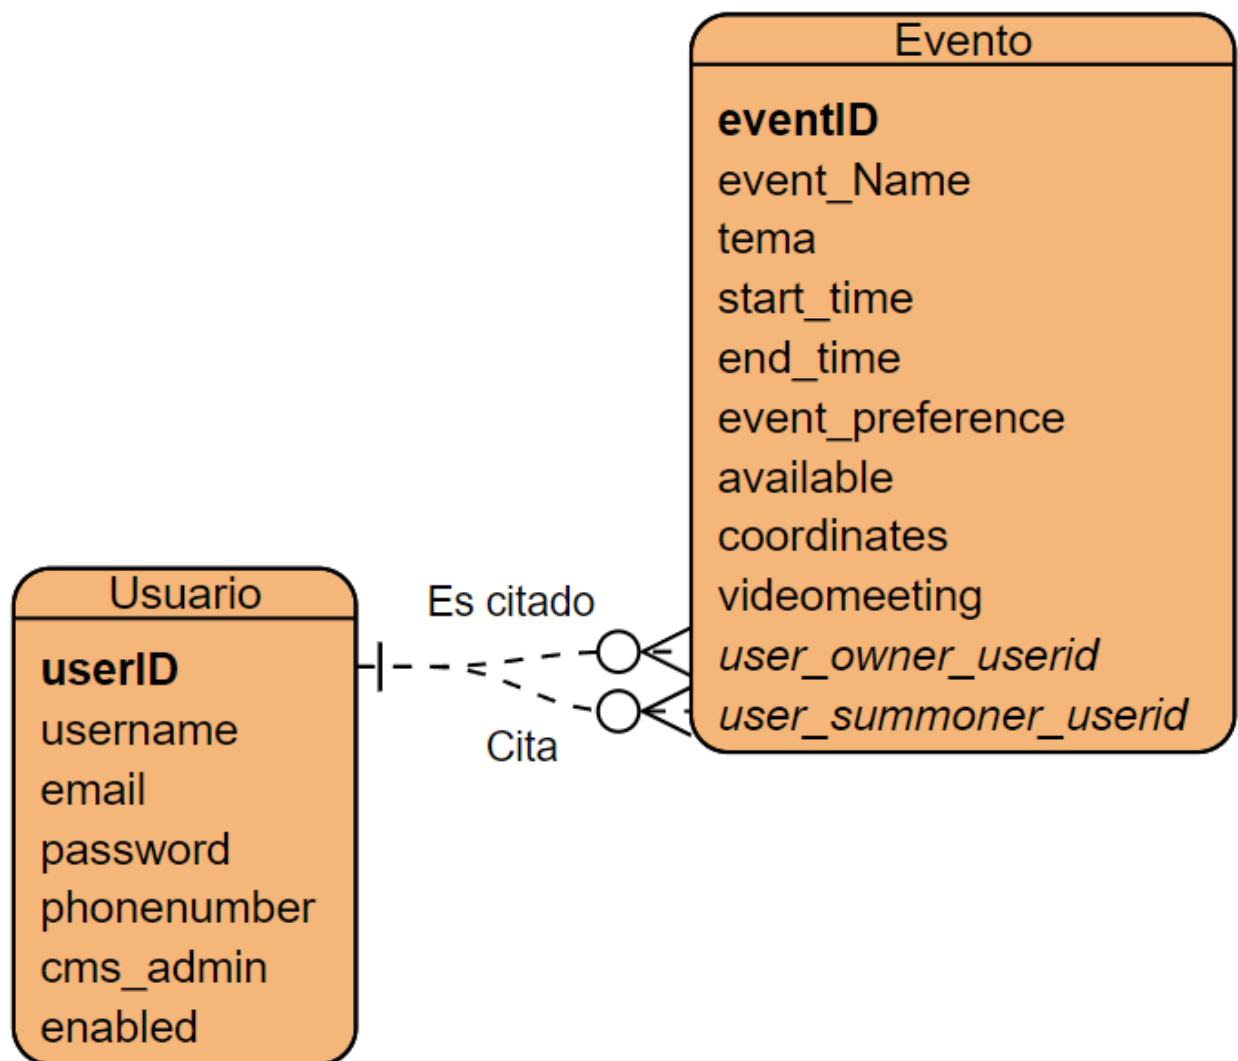 Evento
eventID
event_Name
tema
start_time
end_time
event_preference
available
coordinates
videomeeting
user_owner_userid
user_summoner_userid
Es citado
Cita
Usuario
userID
username
email
password
phonenumber
cms_admin
enabled